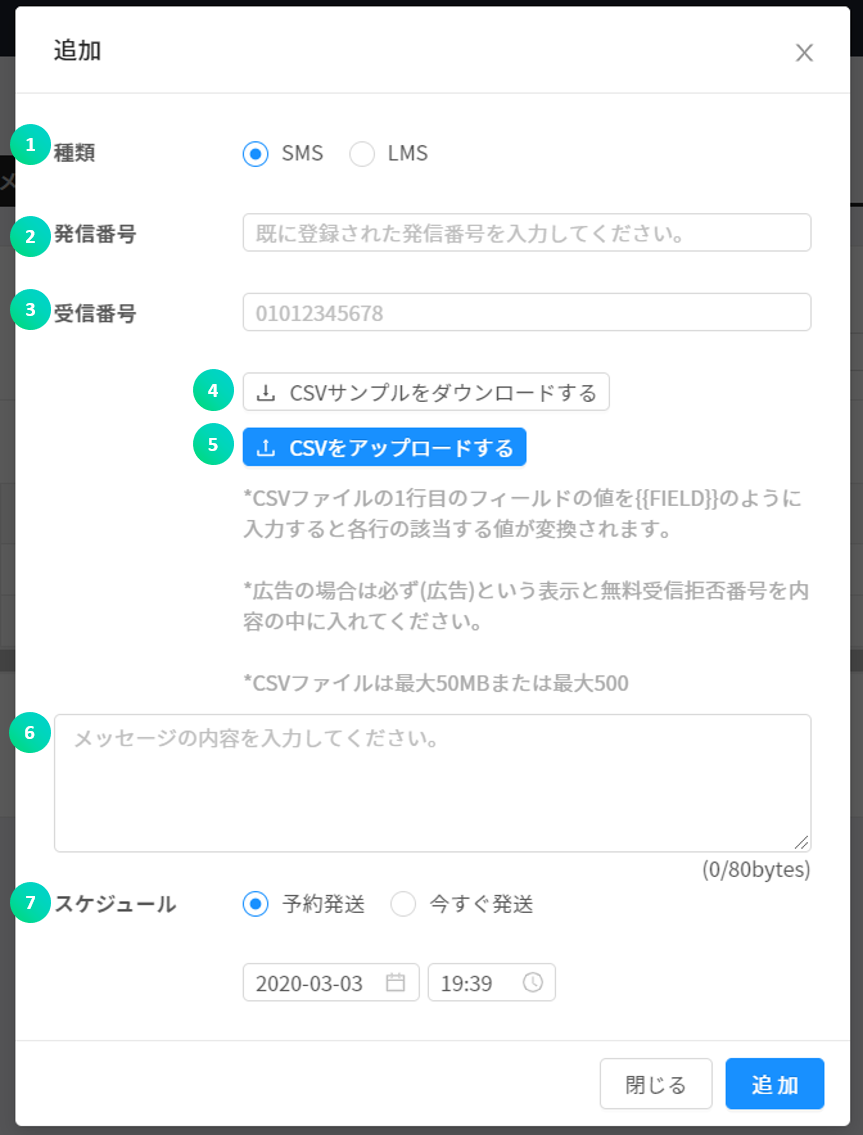 追加
1 種類 SMS LMS
メ
2 発信番号 既に登録された発信番号を入力してください。
3 受信番号 01012345678
4 CSVサンプルをダウンロードする
5 CSVをアップロードする
*CSVファイルの1行目のフィールドの値を{{FIELD}}のように
入力すると各行の該当する値が変換されます。
*広告の場合は必ず(広告)という表示と無料受信拒否番号を内
容の中に入れてください。
*CSVファイルは最大50MBまたは最大500
6 メッセージの内容を入力してください。
(0/80bytes)
7 スケジュール 予約発送 今すぐ発送
2020-03-03 19:39
閉じる 追加